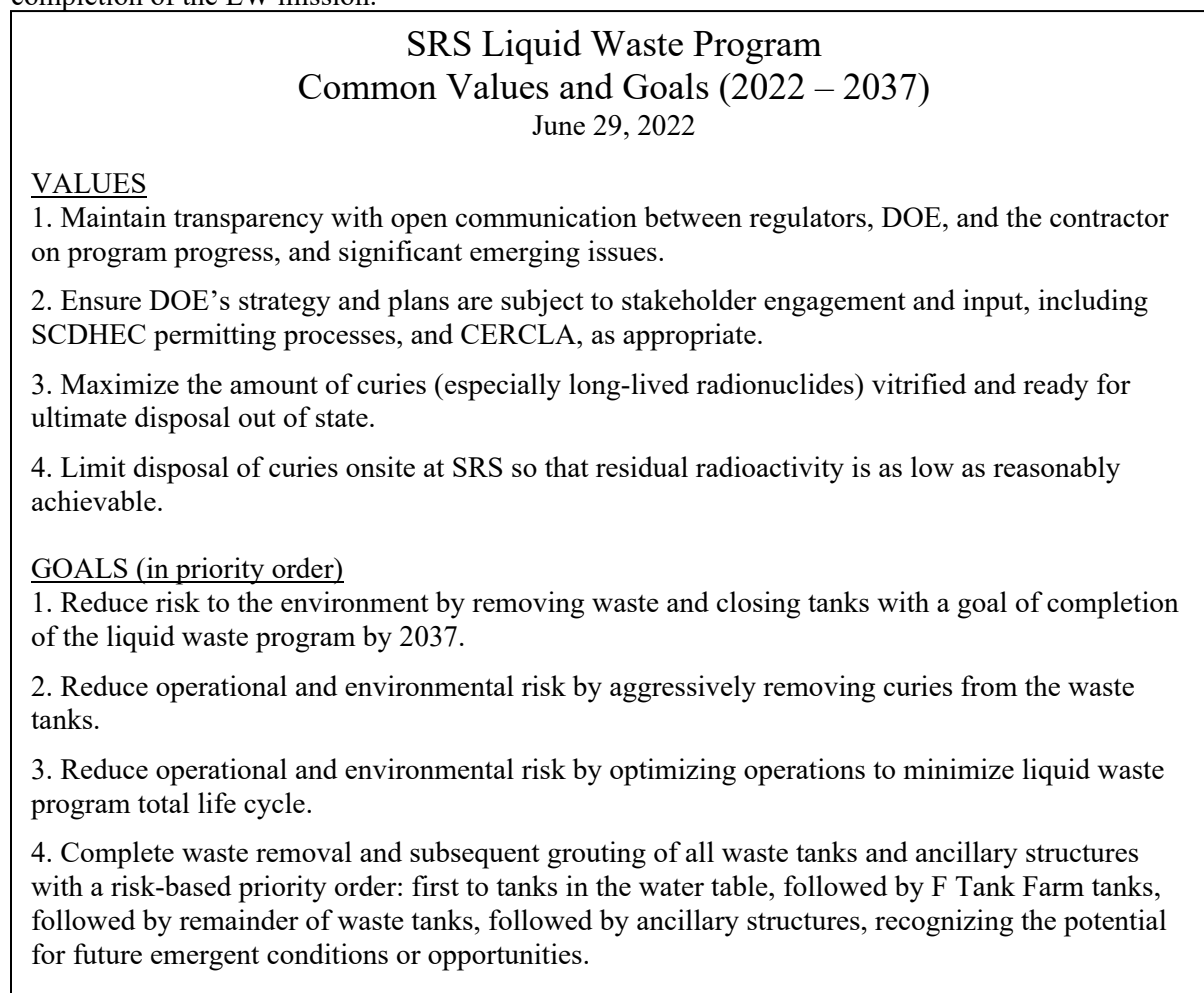 completion of the LW mission.
SRS Liquid Waste Program
Common Values and Goals (2022 – 2037)
June 29, 2022
VALUES
1. Maintain transparency with open communication between regulators, DOE, and the contractor
on program progress, and significant emerging issues.
2. Ensure DOE’s strategy and plans are subject to stakeholder engagement and input, including
SCDHEC permitting processes, and CERCLA, as appropriate.
3. Maximize the amount of curies (especially long-lived radionuclides) vitrified and ready for
ultimate disposal out of state.
4. Limit disposal of curies onsite at SRS so that residual radioactivity is as low as reasonably
achievable.
GOALS (in priority order)
1. Reduce risk to the environment by removing waste and closing tanks with a goal of completion
of the liquid waste program by 2037.
2. Reduce operational and environmental risk by aggressively removing curies from the waste
tanks.
3. Reduce operational and environmental risk by optimizing operations to minimize liquid waste
program total life cycle.
4. Complete waste removal and subsequent grouting of all waste tanks and ancillary structures
with a risk-based priority order: first to tanks in the water table, followed by F Tank Farm tanks,
followed by remainder of waste tanks, followed by ancillary structures, recognizing the potential
for future emergent conditions or opportunities.